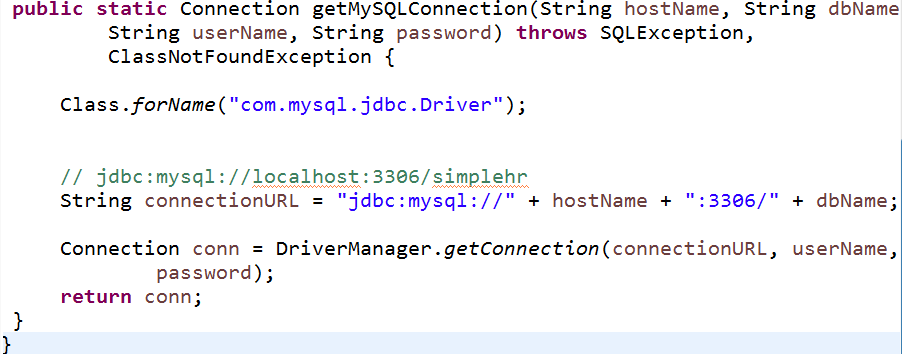 public static Connection getMySQLConnection(String hostName, String dbName
String userName, String password) throws SQLException,
ClassNotFoundException {
Class.forName("com.mysql.jdbc.Driver");
// jdbc:mysql://localhost:3306/simplehr
String connectionURL = "jdbc:mysql://" + hostName + ":3306/" + dbName;
Connection conn = DriverManager.getConnection(connectionURL, userName,
password);
return conn;
}
}